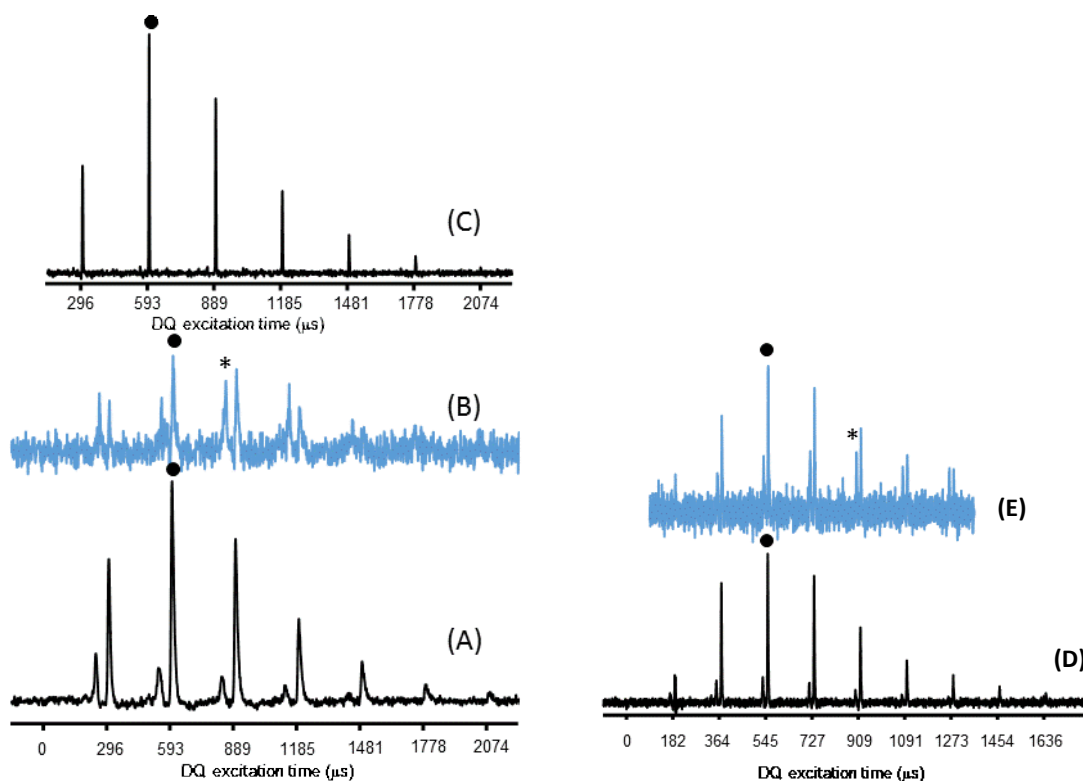 (C)
296 593 889 1185 1481 1778 2074
DQ excitation time (μs)
*
(B)
(A)
0 296 593 889 1185 1481 1778 2074
DQ excitation time (μs)
*
(E)
(D)
0 182 364 545 727 909 1091 1273 1454 1636
DQ excitation time (μs)